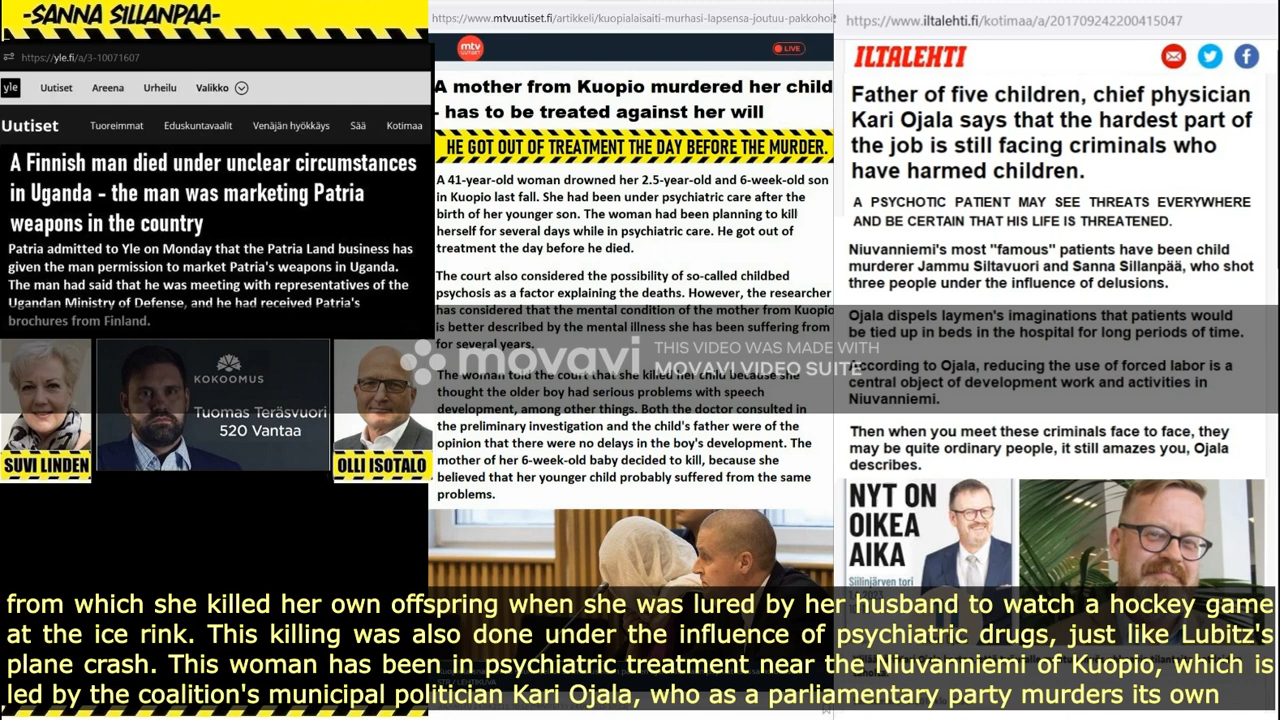 -SANNA SILLANPAA-
https://yle.fi/a/3-10071607
yle Uutiset Areena Urheilu Valikko
Uutiset Tuoreimmat Eduskuntavaalit Venäjän hyökkäys Sää Kotimaa
A Finnish man died under unclear circumstances
in Uganda - the man was marketing Patria
weapons in the country
Patria admitted to Yle on Monday that the Patria Land business has
given the man permission to market Patria's weapons in Uganda.
The man had said that he was meeting with representatives of the
Ugandan Ministry of Defense, and he had received Patria's
brochures from Finland.
KOKOOMUS
Tuomas Teräsvuori
520 Vantaa
SUVI LINDEN
OLLI ISOTALO
https://www.mtvuutiset.fi/artikkeli/kuopialaisaiti-murhasi-lapsensa-joutuu-pakkohoi
mtv
UUTISET
LIVE
A mother from Kuopio murdered her child
- has to be treated against her will
HE GOT OUT OF TREATMENT THE DAY BEFORE THE MURDER.
A 41-year-old woman drowned her 2.5-year-old and 6-week-old son
in Kuopio last fall. She had been under psychiatric care after the
birth of her younger son. The woman had been planning to kill
herself for several days while in psychiatric care. He got out of
treatment the day before he died.
The court also considered the possibility of so-called childbed
psychosis as a factor explaining the deaths. However, the researcher
has considered that the mental condition of the mother from Kuopio
is better described by the mental illness she has been suffering from
for several years.
The woman told the court that she killed her child because she
thought the older boy had serious problems with speech
development, among other things. Both the doctor consulted in
the preliminary investigation and the child's father were of the
opinion that there were no delays in the boy's development. The
mother of her 6-week-old baby decided to kill, because she
believed that her younger child probably suffered from the same
problems.
https://www.iltalehti.fi/kotimaa/a/201709242200415047
ILTALEHTI
Father of five children, chief physician
Kari Ojala says that the hardest part of
the job is still facing criminals who
have harmed children.
A PSYCHOTIC PATIENT MAY SEE THREATS EVERYWHERE
AND BE CERTAIN THAT HIS LIFE IS THREATENED.
Niuvanniemi's most "famous" patients have been child
murderer Jammu Siltavuori and Sanna Sillanpää, who shot
three people under the influence of delusions.
Ojala dispels laymen's imaginations that patients would
be tied up in beds in the hospital for long periods of time.
According to Ojala, reducing the use of forced labor is a
central object of development work and activities in
Niuvanniemi.
Then when you meet these criminals face to face, they
may be quite ordinary people, it still amazes you, Ojala
describes.
NYT ON
OIKEA
AIKA
Siilinjärven tori
movavi
THIS VIDEO WAS MADE WITH
MOVAVI VIDEO SUITE
from which she killed her own offspring when she was lured by her husband to watch a hockey game
at the ice rink. This killing was also done under the influence of psychiatric drugs, just like Lubitz's
plane crash. This woman has been in psychiatric treatment near the Niuvanniemi of Kuopio, which is
led by the coalition's municipal politician Kari Ojala, who as a parliamentary party murders its own